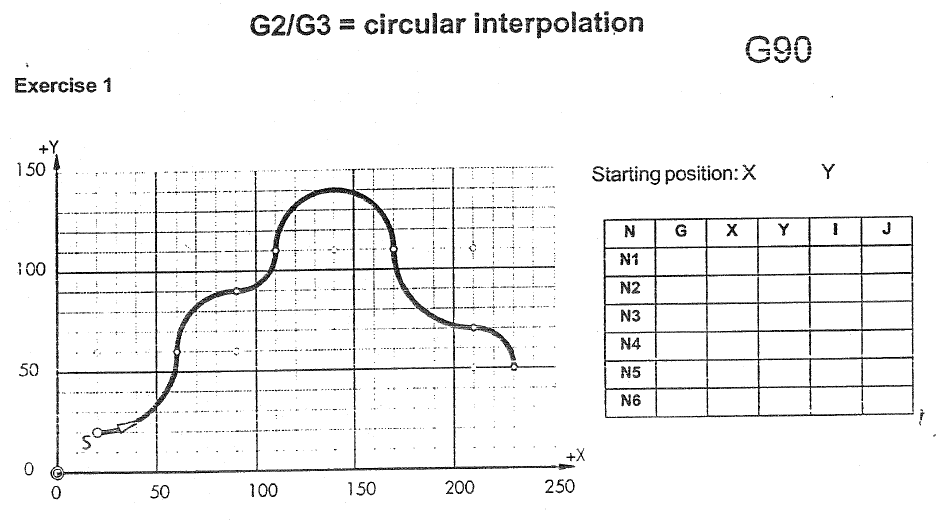 G2/G3 = circular interpolation
G90
Exercise 1
+Y
150
100
50
0
S
0 50 100 150 200 250
+X
Starting position: X Y
N G X Y I J
N1
N2
N3
N4
N5
N6